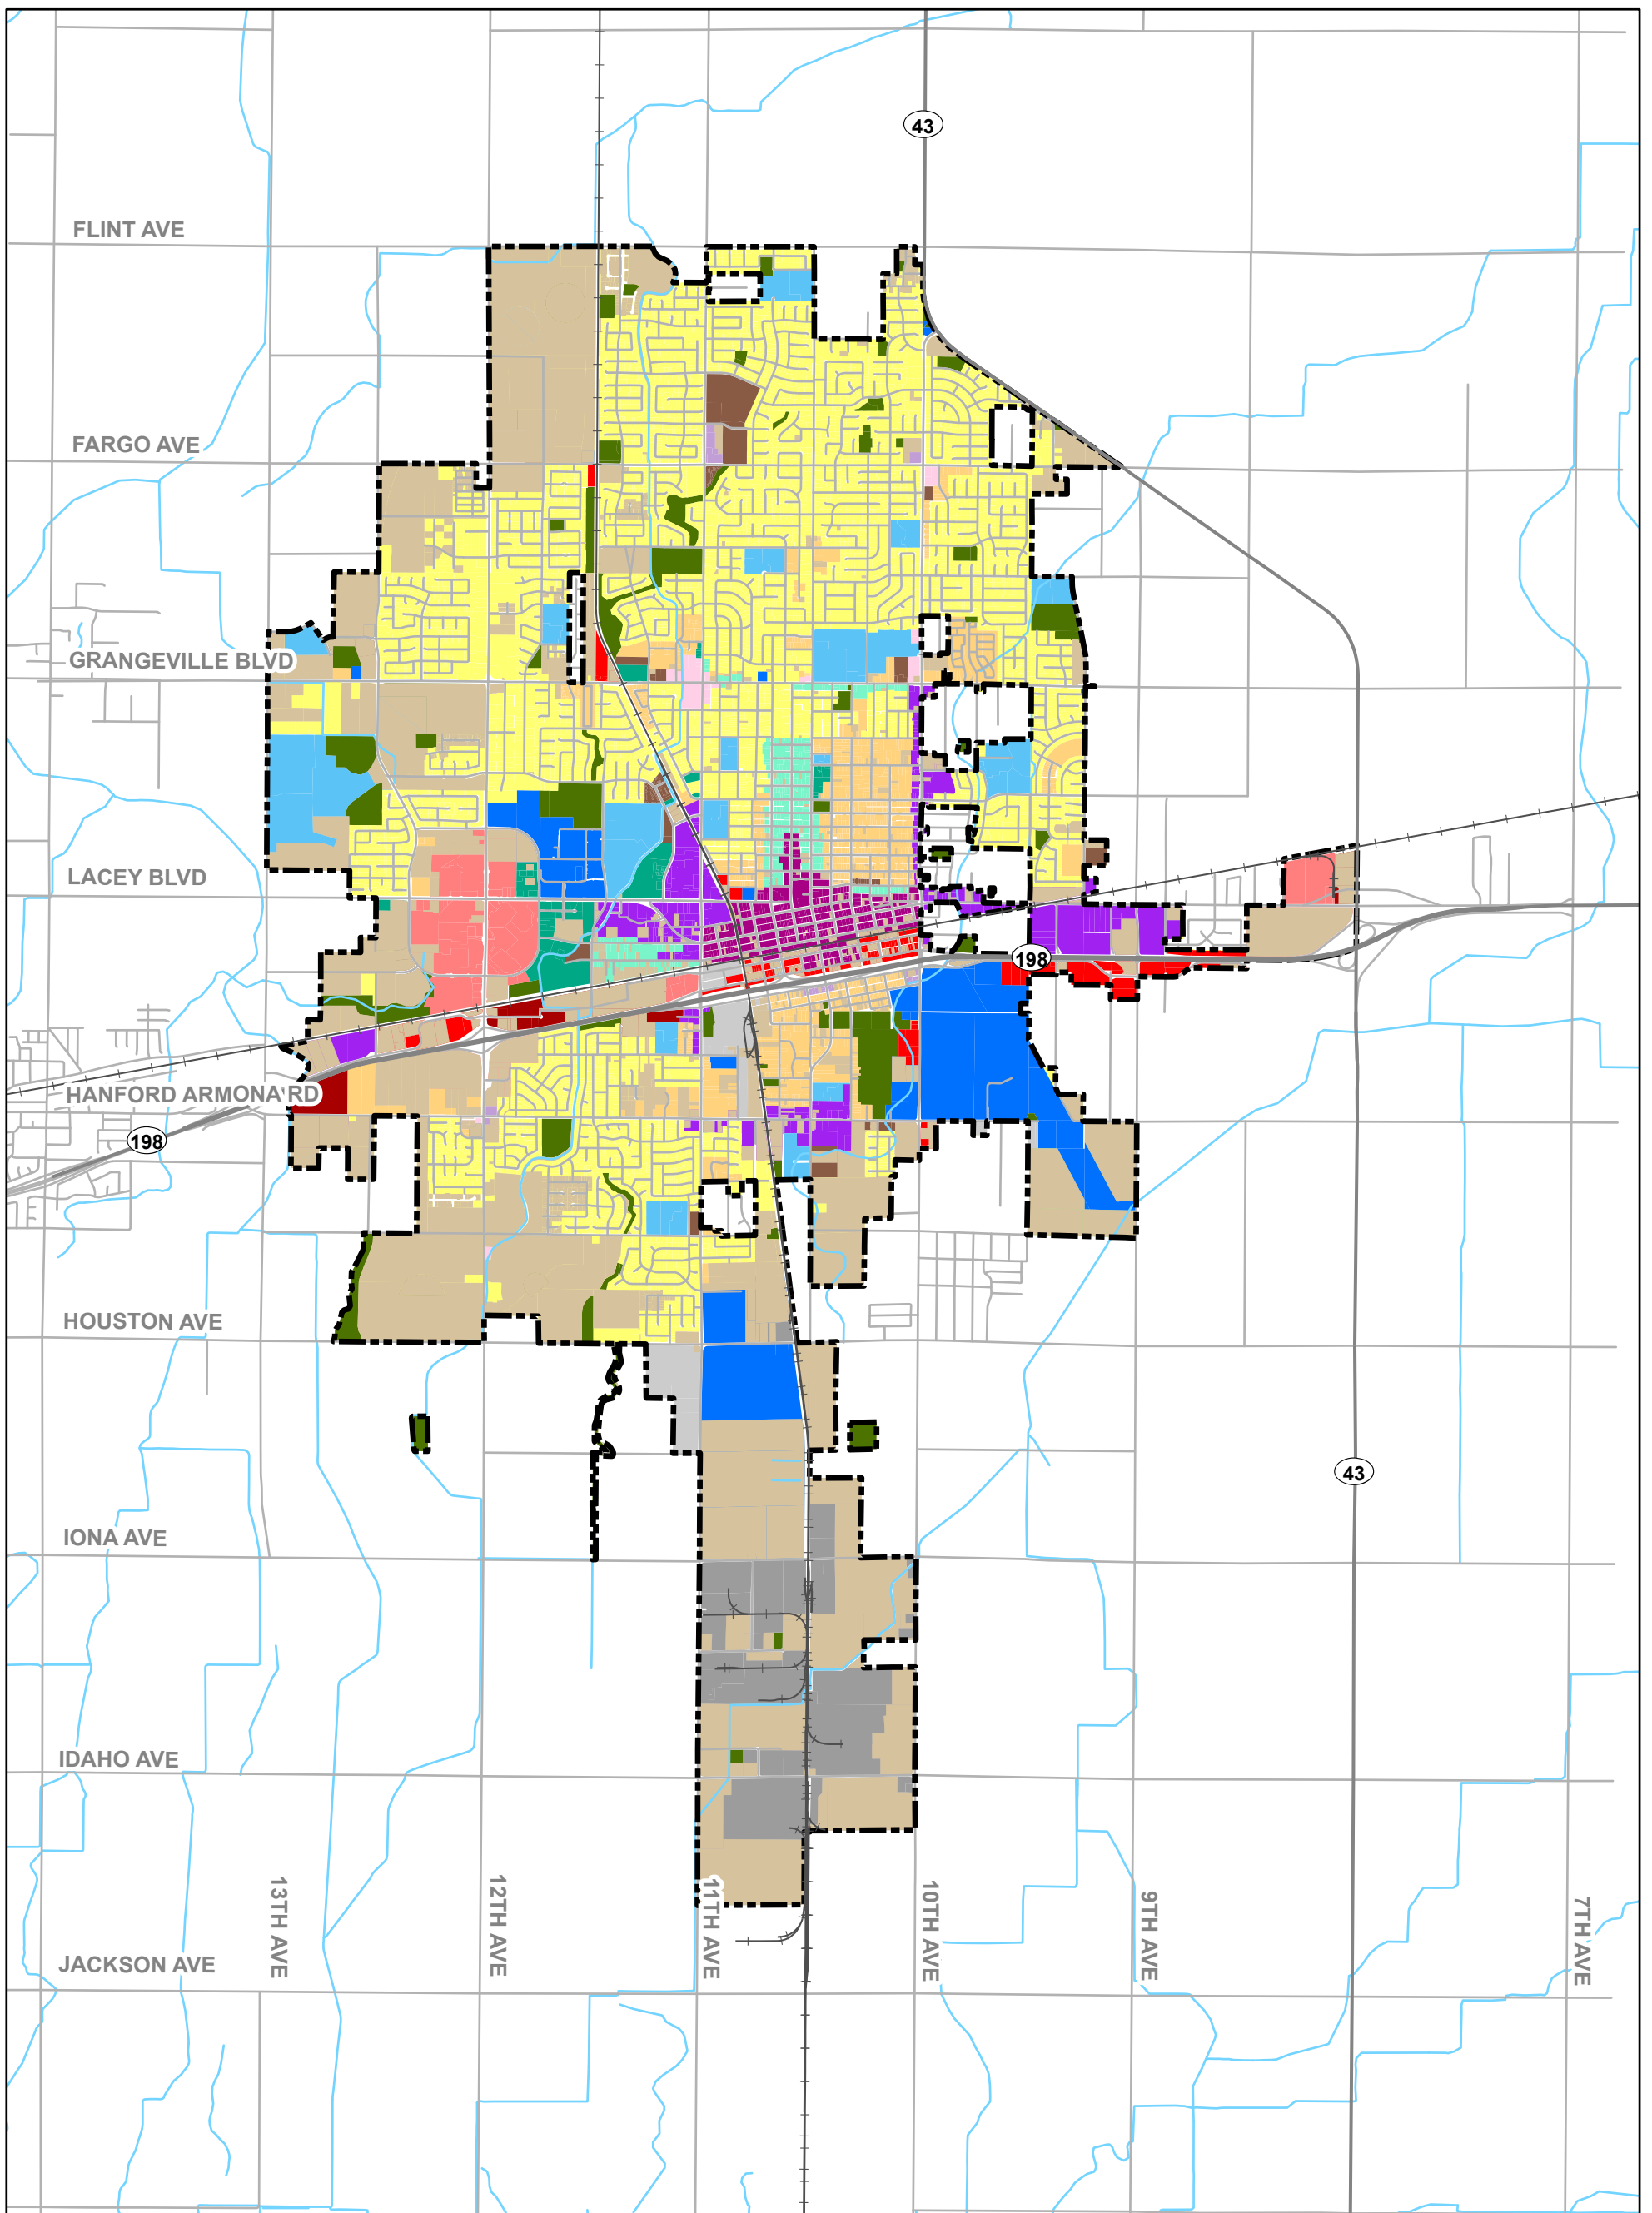 43
FLINT AVE
FARGO AVE
GRANGEVILLE BLVD
LACEY BLVD
198
HANFORD ARMONA RD
198
HOUSTON AVE
43
IONA AVE
IDAHO AVE
13TH AVE
12TH AVE
11TH AVE
10TH AVE
9TH AVE
7TH AVE
JACKSON AVE